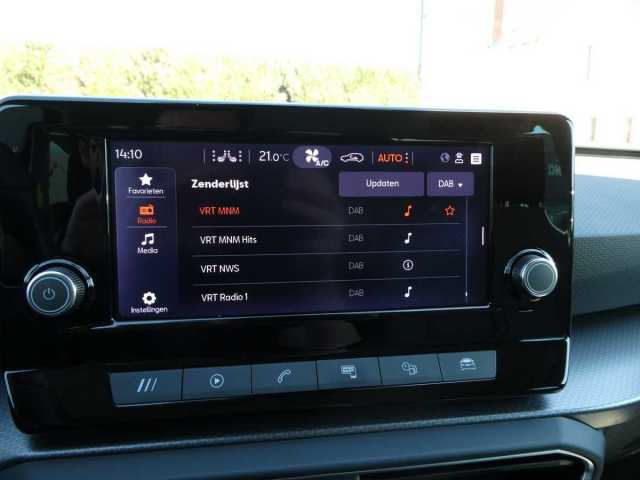 14:10 21.0°C A/C AUTO
Favorieten
Radio
Media
Instellingen
Zenderlijst Updaten DAB
VRT MNM DAB
VRT MNM Hits DAB
VRT NWS DAB
VRT Radio 1 DAB